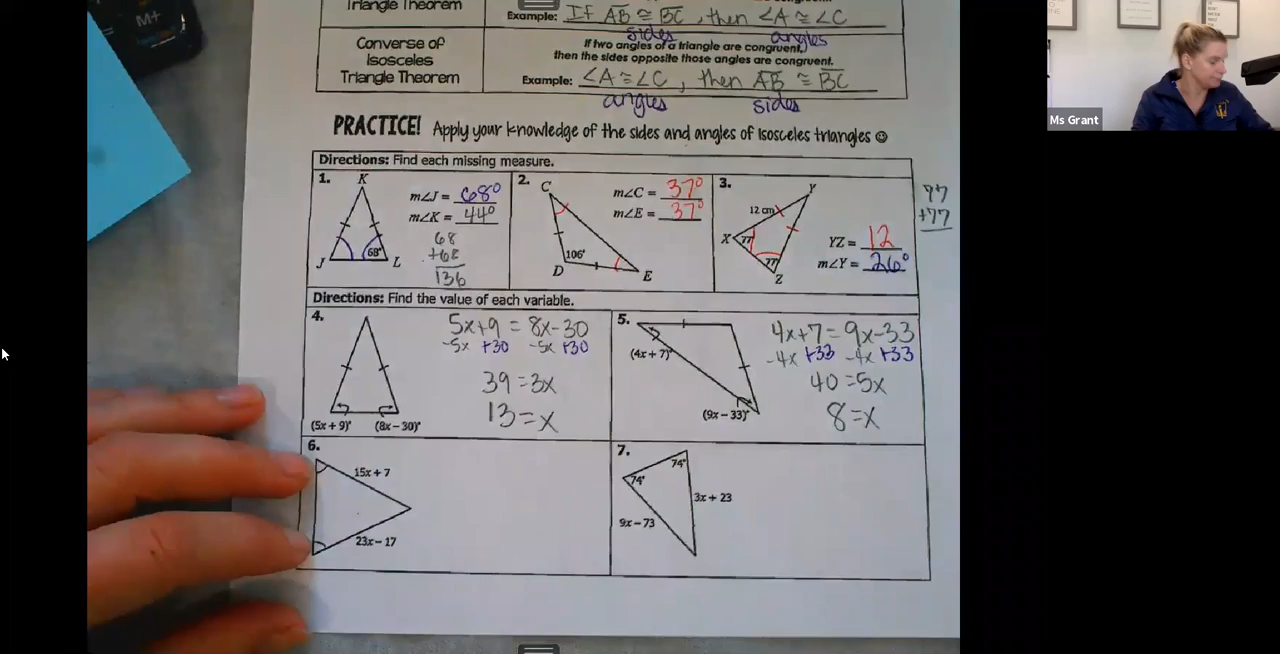 M+
Triangle Theorem
Example: If AB ≅ BC, then ∠A ≅ ∠C
sides angles
Converse of
Isosceles
Triangle Theorem
If two angles of a triangle are congruent,
then the sides opposite those angles are congruent.
Example: ∠A ≅ ∠C, then AB ≅ BC
angles sides
PRACTICE! Apply your knowledge of the sides and angles of Isosceles triangles ☺
Directions: Find each missing measure.
1.
K
J
L
68°
m∠J = 68°
m∠K = 44°
68
+68
136
2.
C
D
E
106°
m∠C = 37°
m∠E = 37°
3.
Y
12 cm
X
77°
77°
Z
YZ = 12
m∠Y = 26°
77
+77
Directions: Find the value of each variable.
4.
(5x + 9)°
(8x – 30)°
5x+9 = 8x-30
-5x +30 -5x +30
39=3x
13=x
5.
(4x + 7)°
(9x – 33)°
4x+7=9x-33
-4x +33 -4x +33
40=5x
8=x
6.
15x + 7
23x – 17
7.
74°
74°
3x + 23
9x – 73
Ms Grant